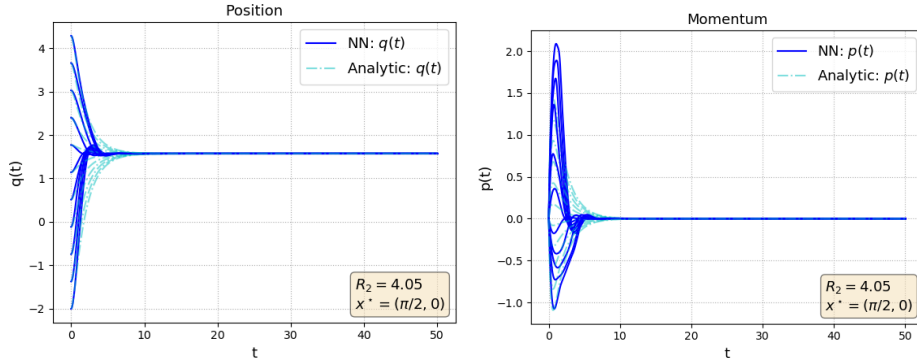 Position
NN: q(t)
Analytic: q(t)
q(t)
4
3
2
1
0
−1
−2
R₂ = 4.05
x* = (π/2, 0)
0
10
20
30
40
50
t
Momentum
NN: p(t)
Analytic: p(t)
p(t)
2.0
1.5
1.0
0.5
0.0
−0.5
−1.0
R₂ = 4.05
x* = (π/2, 0)
0
10
20
30
40
50
t